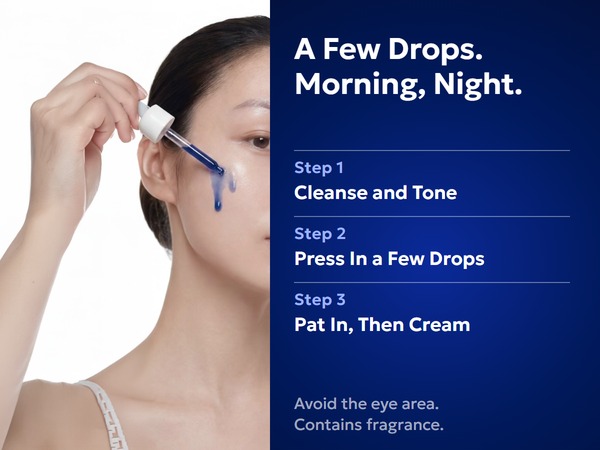 A Few Drops.
Morning, Night.
Step 1
Cleanse and Tone
Step 2
Press In a Few Drops
Step 3
Pat In, Then Cream
Avoid the eye area.
Contains fragrance.